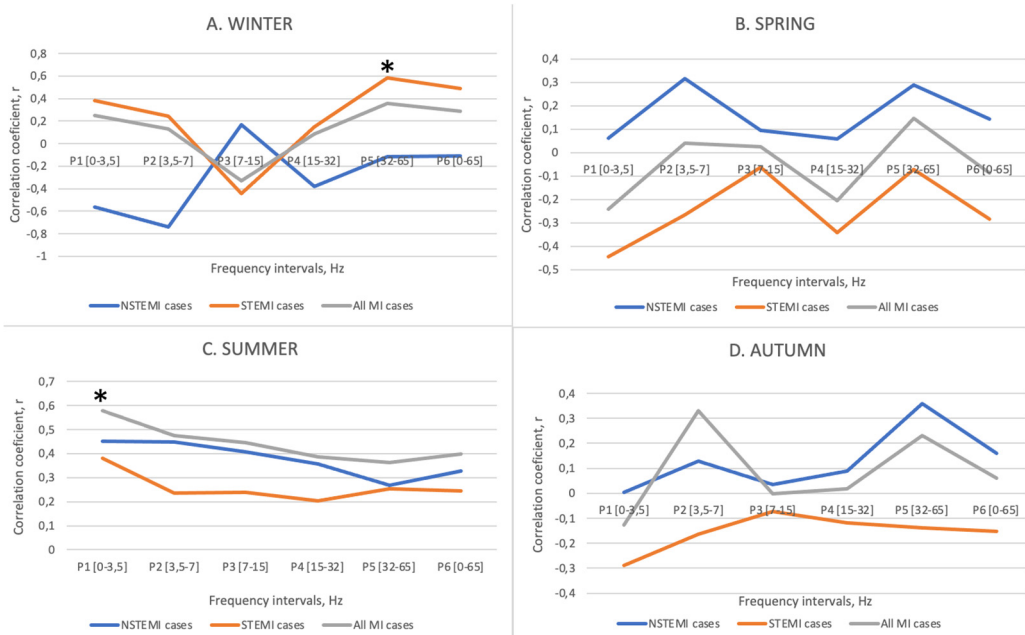 A. WINTER
Correlation coeficient, r
0,8
0,6
0,4
0,2
0
-0,2
-0,4
-0,6
-0,8
-1
*
P1 [0-3,5] P2 [3,5-7] P3 [7-15] P4 [15-32] P5 [32-65] P6 [0-65]
Frequency intervals, Hz
NSTEMI cases STEMI cases All MI cases
B. SPRING
Correlation coeficient, r
0,4
0,3
0,2
0,1
0
-0,1
-0,2
-0,3
-0,4
-0,5
P1 [0-3,5] P2 [3,5-7] P3 [7-15] P4 [15-32] P5 [32-65] P6 [0-65]
Frequency intervals, Hz
NSTEMI cases STEMI cases All MI cases
C. SUMMER
Correlation coeficient, r
0,7
0,6
0,5
0,4
0,3
0,2
0,1
0
*
P1 [0-3,5] P2 [3,5-7] P3 [7-15] P4 [15-32] P5 [32-65] P6 [0-65]
Frequency intervals, Hz
NSTEMI cases STEMI cases All MI cases
D. AUTUMN
Correlation coeficient, r
0,4
0,3
0,2
0,1
0
-0,1
-0,2
-0,3
-0,4
P1 [0-3,5] P2 [3,5-7] P3 [7-15] P4 [15-32] P5 [32-65] P6 [0-65]
Frequency intervals, Hz
NSTEMI cases STEMI cases All MI cases